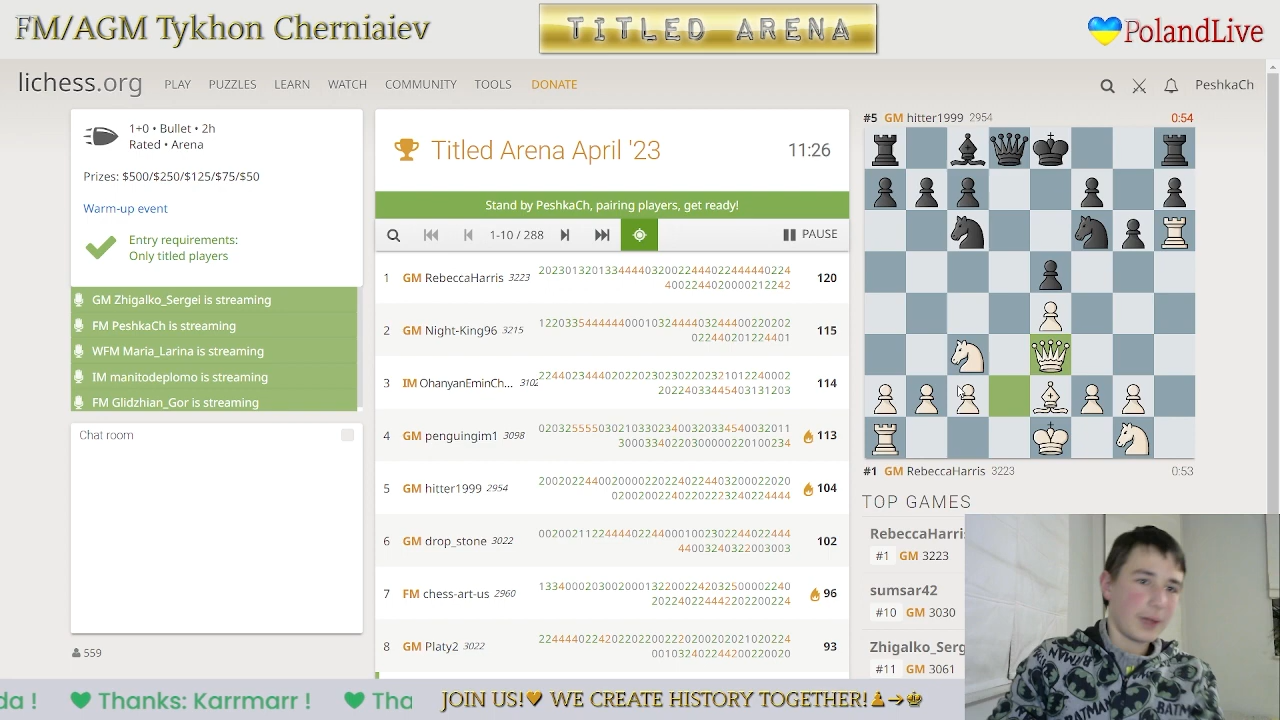 FM/AGM Tykhon Cherniaiev
TITLED ARENA
PolandLive
lichess.org PLAY PUZZLES LEARN WATCH COMMUNITY TOOLS DONATE PeshkaCh
1+0 • Bullet • 2h
Rated • Arena
Prizes: $500/$250/$125/$75/$50
Warm-up event
Entry requirements:
Only titled players
GM Zhigalko_Sergei is streaming
FM PeshkaCh is streaming
WFM Maria_Larina is streaming
IM manitodeplomo is streaming
FM Glidzhian_Gor is streaming
Chat room
559
Titled Arena April '23 11:26
Stand by PeshkaCh, pairing players, get ready!
1-10 / 288 PAUSE
1 GM RebeccaHarris 3223 120
2 GM Night-King96 3215 115
3 IM OhanyanEminCh... 114
4 GM penguingim1 3098 113
5 GM hitter1999 2954 104
6 GM drop_stone 3022 102
7 FM chess-art-us 2960 96
8 GM Platy2 3022 93
#5 GM hitter1999 2954 0:54
#1 GM RebeccaHarris 3223 0:53
TOP GAMES
RebeccaHarris
#1 GM 3223
sumsar42
#10 GM 3030
Zhigalko_Serg
#11 GM 3061
da ! Thanks: Karrmarr ! Tha
JOIN US! WE CREATE HISTORY TOGETHER!
BATMAN